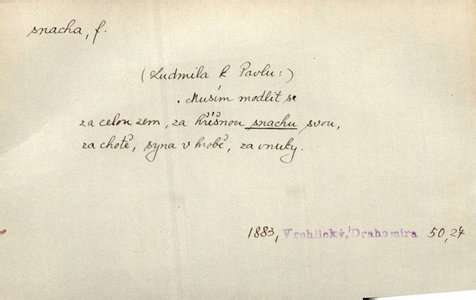 snacha, f.
(Ludmila k Pavlu:)
. Musím modlit se
za celou zem, za hříšnou snachu svou,
za chotě, syna v hrobě, za vnuky.
1883, Vrchlický, Drahomíra 50,24